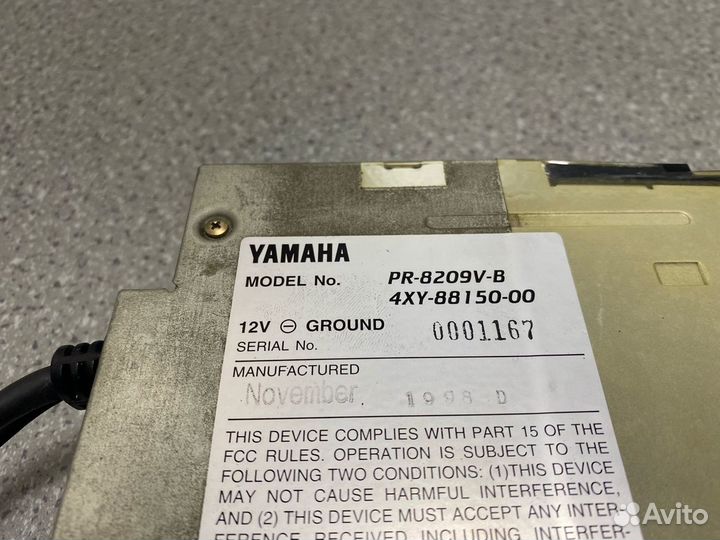 YAMAHA
MODEL No. PR-8209V-B
4XY-88150-00
12V ⊖ GROUND 0001167
SERIAL No.
MANUFACTURED
November 1998 D
THIS DEVICE COMPLIES WITH PART 15 OF THE
FCC RULES. OPERATION IS SUBJECT TO THE
FOLLOWING TWO CONDITIONS: (1)THIS DEVICE
MAY NOT CAUSE HARMFUL INTERFERENCE,
AND (2) THIS DEVICE MUST ACCEPT ANY INTER-
FERENCE RECEIVED INCLUDING INTERFER-
Avito